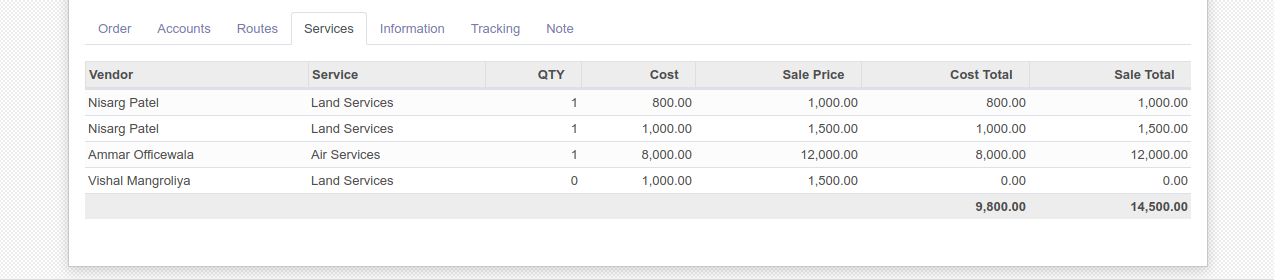 Order Accounts Routes Services Information Tracking Note
Vendor Service QTY Cost Sale Price Cost Total Sale Total
Nisarg Patel Land Services 1 800.00 1,000.00 800.00 1,000.00
Nisarg Patel Land Services 1 1,000.00 1,500.00 1,000.00 1,500.00
Ammar Officewala Air Services 1 8,000.00 12,000.00 8,000.00 12,000.00
Vishal Mangroliya Land Services 0 1,000.00 1,500.00 0.00 0.00
9,800.00 14,500.00